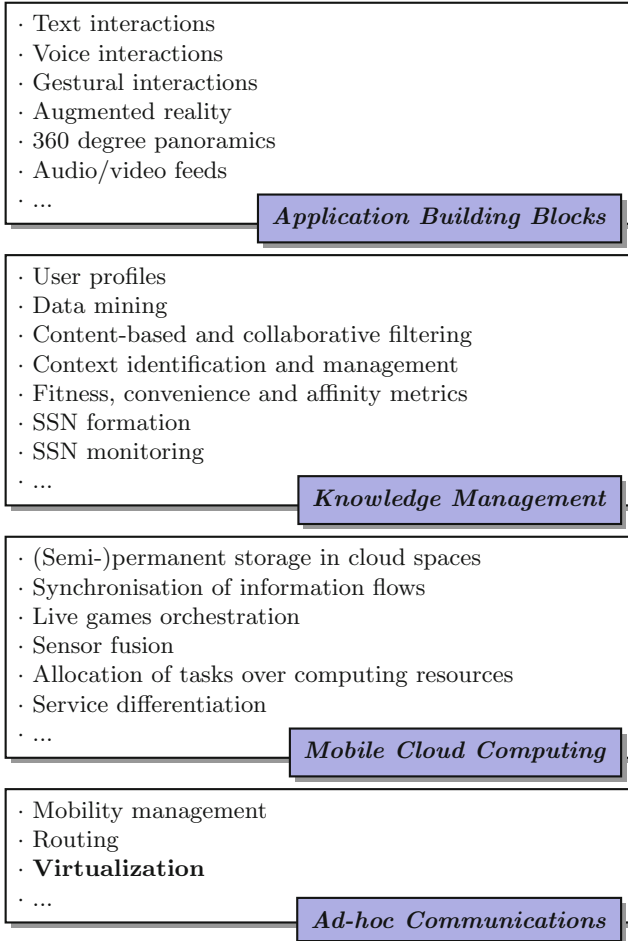 · Text interactions
· Voice interactions
· Gestural interactions
· Augmented reality
· 360 degree panoramics
· Audio/video feeds
· ...
Application Building Blocks
· User profiles
· Data mining
· Content-based and collaborative filtering
· Context identification and management
· Fitness, convenience and affinity metrics
· SSN formation
· SSN monitoring
· ...
Knowledge Management
· (Semi-)permanent storage in cloud spaces
· Synchronisation of information flows
· Live games orchestration
· Sensor fusion
· Allocation of tasks over computing resources
· Service differentiation
· ...
Mobile Cloud Computing
· Mobility management
· Routing
· Virtualization
· ...
Ad-hoc Communications